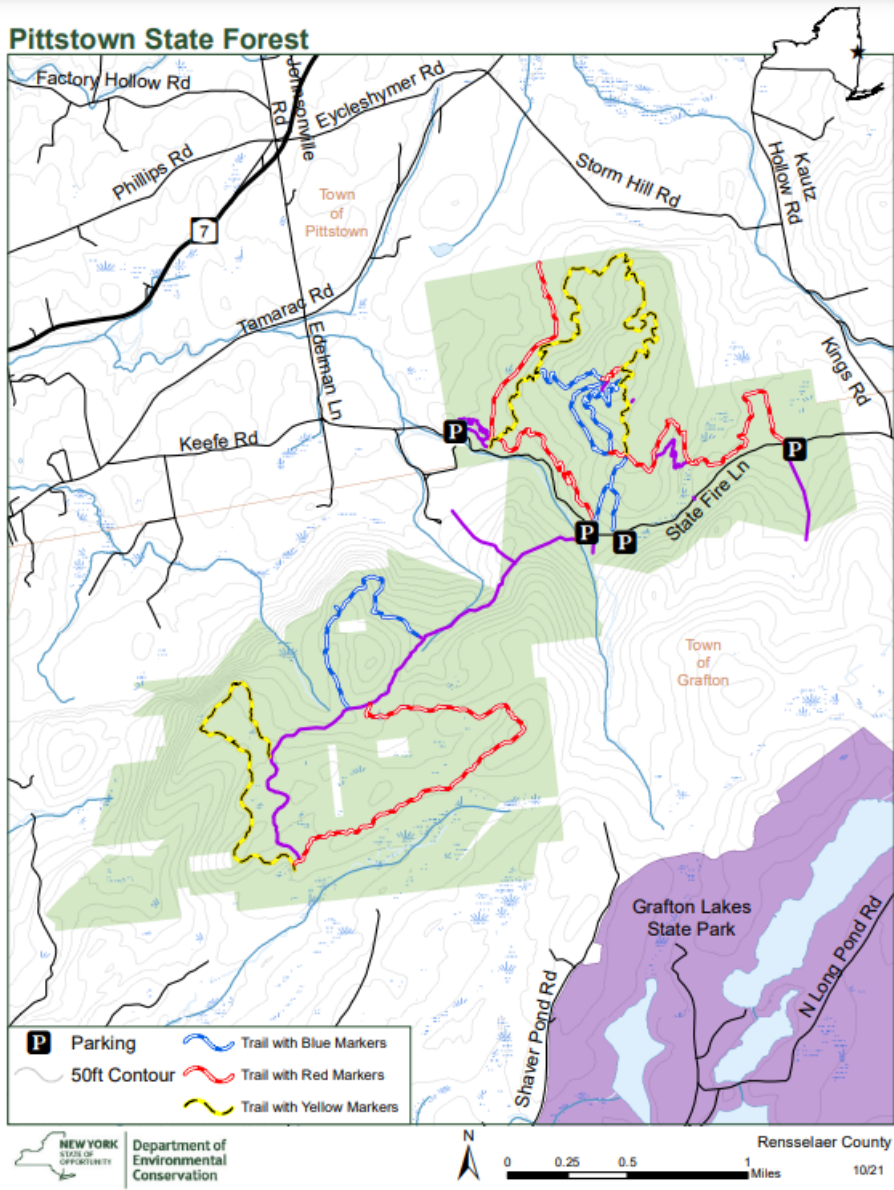 Pittstown State Forest
Factory Hollow Rd
Johnsonville
Rd
Eycleshymer Rd
Phillips Rd
Storm Hill Rd
Kautz
Hollow Rd
Town
of
Pittstown
7
Tamarac Rd
Edelman Ln
Kings Rd
Keefe Rd
P
P
State Fire Ln
P
P
Town
of
Grafton
Grafton Lakes
State Park
N Long Pond Rd
Shaver Pond Rd
P Parking
50ft Contour
Trail with Blue Markers
Trail with Red Markers
Trail with Yellow Markers
NEW YORK
STATE OF
OPPORTUNITY
Department of
Environmental
Conservation
N
0 0.25 0.5 1
Miles
Rensselaer County
10/21